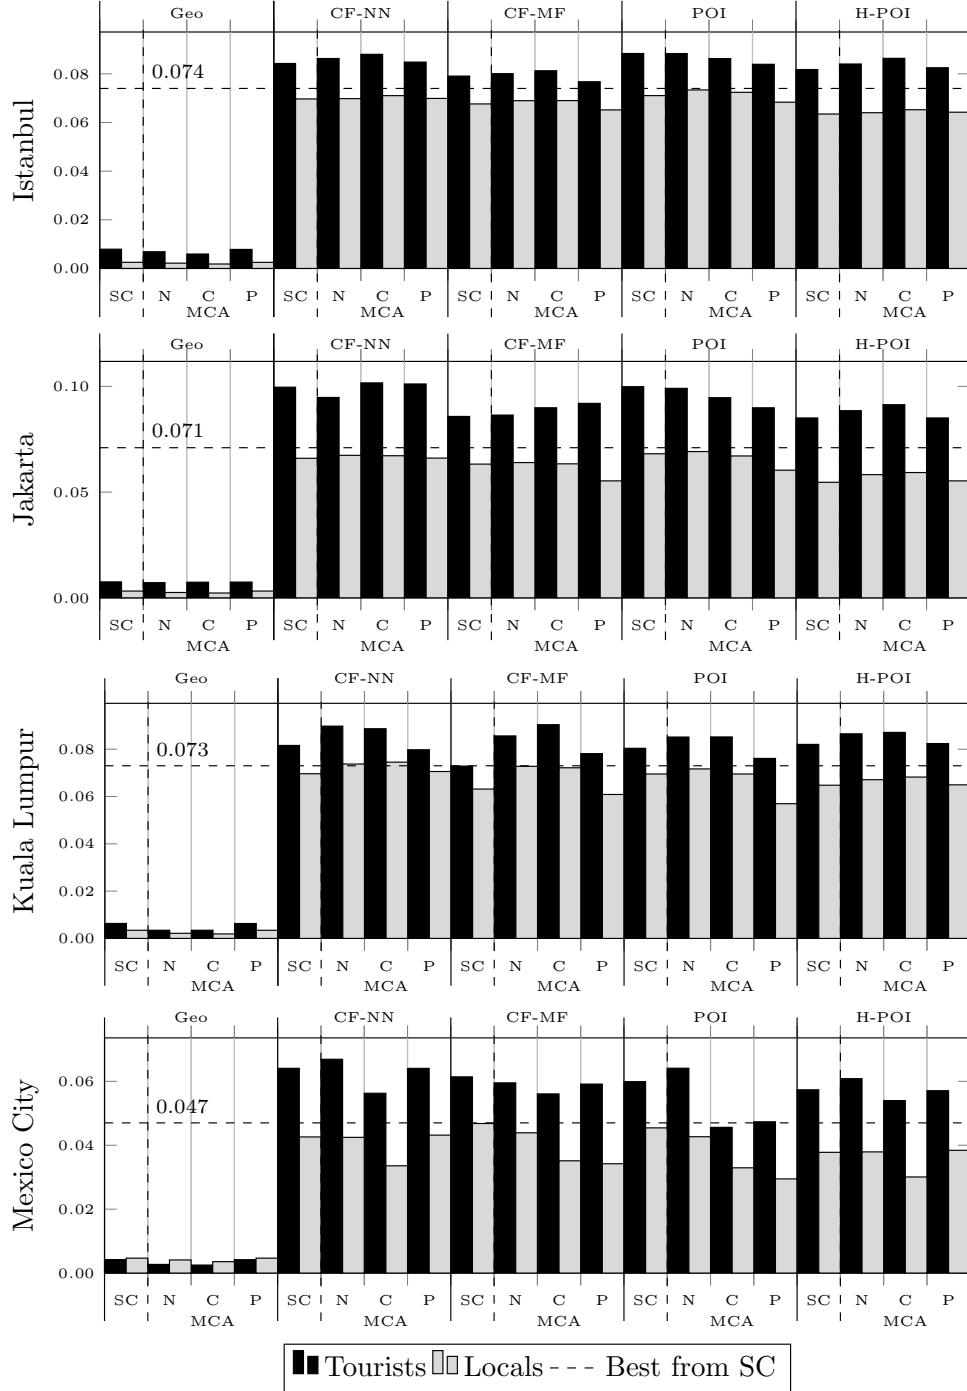 Geo CF-NN CF-MF POI H-POI
0.08
0.074
0.06
Istanbul
0.04
0.02
0.00
SC N C P SC N C P SC N C P SC N C P SC N C P
MCA MCA MCA MCA MCA
Geo CF-NN CF-MF POI H-POI
0.10
0.071
Jakarta
0.05
0.00
SC N C P SC N C P SC N C P SC N C P SC N C P
MCA MCA MCA MCA MCA
Geo CF-NN CF-MF POI H-POI
0.08
0.073
0.06
Kuala Lumpur
0.04
0.02
0.00
SC N C P SC N C P SC N C P SC N C P SC N C P
MCA MCA MCA MCA MCA
Geo CF-NN CF-MF POI H-POI
0.06
0.047
Mexico City
0.04
0.02
0.00
SC N C P SC N C P SC N C P SC N C P SC N C P
MCA MCA MCA MCA MCA
Tourists Locals Best from SC